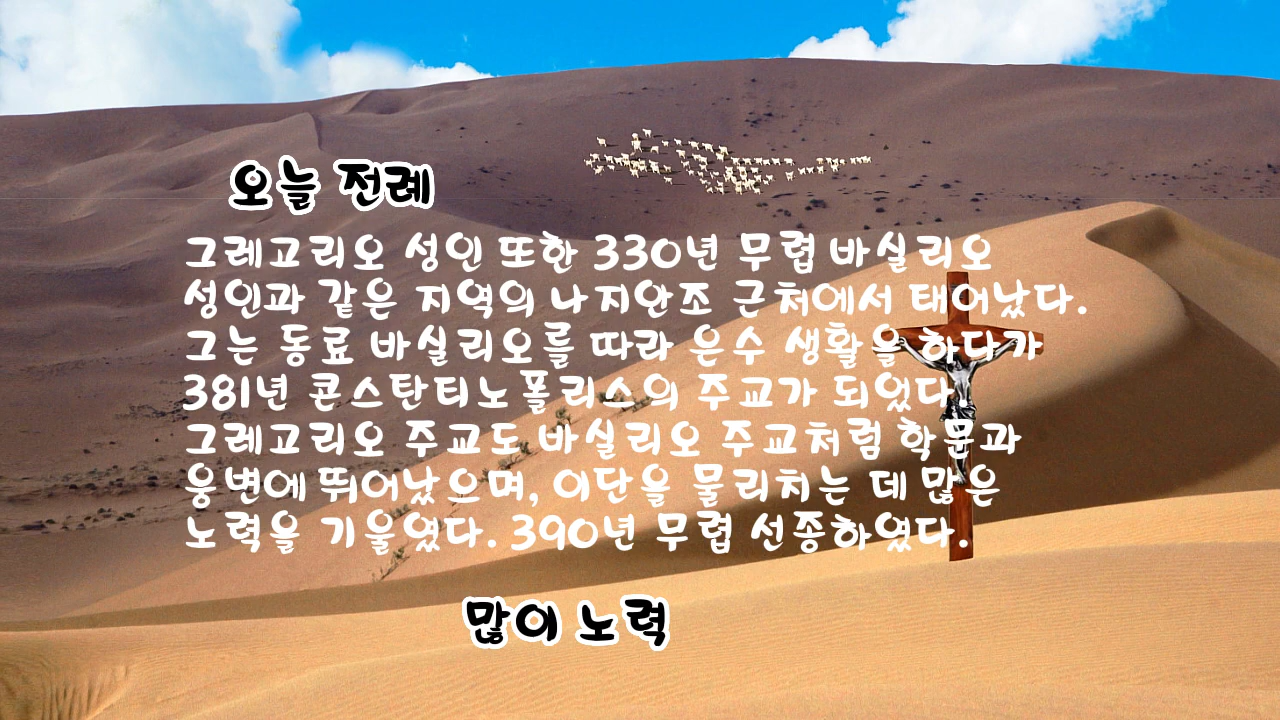 오늘 전례
그레고리오 성인 또한 330년 무렵 바실리오
성인과 같은 지역의 나지안조 근처에서 태어났다.
그는 동료 바실리오를 따라 은수 생활을 하다가
381년 콘스탄티노폴리스의 주교가 되었다.
그레고리오 주교도 바실리오 주교처럼 학문과
웅변에 뛰어났으며, 이단을 물리치는 데 많은
노력을 기울였다. 390년 무렵 선종하였다.
많이 노력